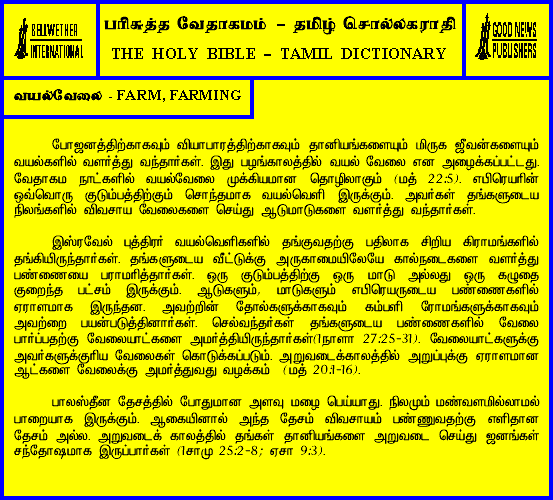 BELLWETHER
INTERNATIONAL
பரிசுத்த வேதாகமம் - தமிழ் சொல்லகராதி
THE HOLY BIBLE - TAMIL DICTIONARY
GOOD NEWS
PUBLISHERS
வயல்வேலை - FARM, FARMING
போஜனத்திற்காகவும் வியாபாரத்திற்காகவும் தானியங்களையும் மிருக ஜீவன்களையும்
வயல்களில் வளர்த்து வந்தார்கள். இது பழங்காலத்தில் வயல் வேலை என அழைக்கப்பட்டது.
வேதாகம நாட்களில் வயல்வேலை முக்கியமான தொழிலாகும் (மத் 22:5). எபிரெயரின்
ஒவ்வொரு குடும்பத்திற்கும் சொந்தமாக வயல்வெளி இருக்கும். அவர்கள் தங்களுடைய
நிலங்களில் விவசாய வேலைகளை செய்து ஆடுமாடுகளை வளர்த்து வந்தார்கள்.
இஸ்ரவேல் புத்திரர் வயல்வெளிகளில் தங்குவதற்கு பதிலாக சிறிய கிராமங்களில்
தங்கியிருந்தார்கள். தங்களுடைய வீட்டுக்கு அருகாமையிலேயே கால்நடைகளை வளர்த்து
பண்ணையை பராமரித்தார்கள். ஒரு குடும்பத்திற்கு ஒரு மாடு அல்லது ஒரு கழுதை
குறைந்த பட்சம் இருக்கும். ஆடுகளும், மாடுகளும் எபிரெயருடைய பண்ணைகளில்
ஏராளமாக இருந்தன. அவற்றின் தோல்களுக்காகவும் கம்பளி ரோமங்களுக்காகவும்
அவற்றை பயன்படுத்தினார்கள். செல்வந்தர்கள் தங்களுடைய பண்ணைகளில் வேலை
பார்ப்பதற்கு வேலையாட்களை அமர்த்தியிருந்தார்கள்(1நாளா 27:25-31). வேலையாட்களுக்கு
அவர்களுக்குரிய வேலைகள் கொடுக்கப்படும். அறுவடைக்காலத்தில் அறுப்புக்கு ஏராளமான
ஆட்களை வேலைக்கு அமர்த்துவது வழக்கம் (மத் 20:1-16).
பாலஸ்தீன தேசத்தில் போதுமான அளவு மழை பெய்யாது. நிலமும் மண்வளமில்லாமல்
பாறையாக இருக்கும். ஆகையினால் அந்த தேசம் விவசாயம் பண்ணுவதற்கு எளிதான
தேசம் அல்ல. அறுவடைக் காலத்தில் தங்கள் தானியங்களை அறுவடை செய்து ஜனங்கள்
சந்தோஷமாக இருப்பார்கள் (1சாமு 25:2-8; ஏசா 9:3).